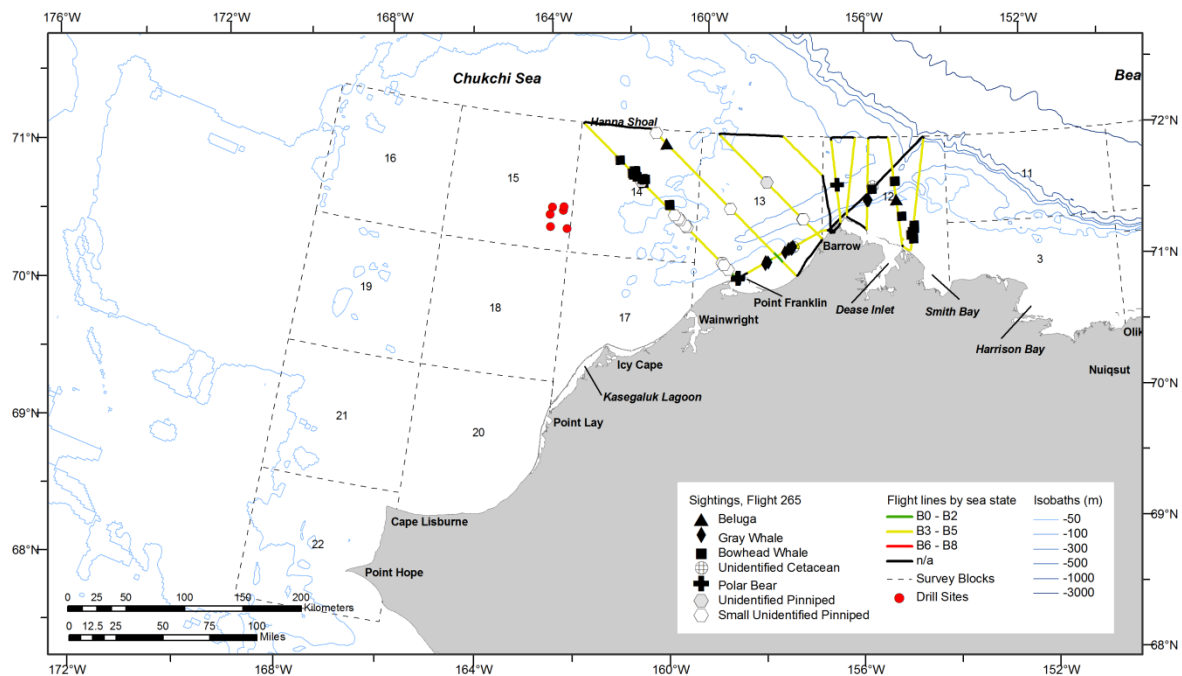 176°W 172°W 168°W 164°W 160°W 156°W 152°W
Chukchi Sea
Bea
72°N
71°N
Hanna Shoal
16
15
14
13
12
11
71°N
3
70°N
Barrow
19
18
17
Point Franklin
Dease Inlet
Smith Bay
Wainwright
Harrison Bay
Olik
Icy Cape
Nuiqsut
Kasegaluk Lagoon
70°N
69°N
21
20
Point Lay
Cape Lisburne
69°N
68°N
22
Point Hope
68°N
0 25 50 100 150 200
Kilometers
0 12.5 25 50 75 100
Miles
Sightings, Flight 265
Beluga
Gray Whale
Bowhead Whale
Unidentified Cetacean
Polar Bear
Unidentified Pinniped
Small Unidentified Pinniped
Flight lines by sea state
B0 - B2
B3 - B5
B6 - B8
n/a
Survey Blocks
Drill Sites
Isobaths (m)
-50
-100
-300
-500
-1000
-3000
172°W 168°W 164°W 160°W 156°W 152°W